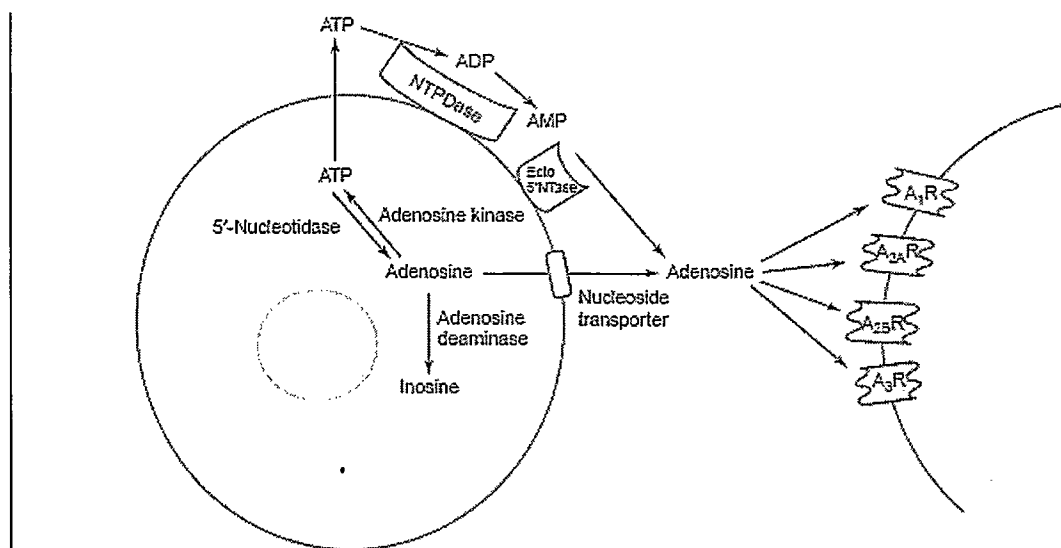 ATP
ADP
NTPDase
AMP
Ecto
5'NTase
ATP
5'-Nucleotidase
Adenosine kinase
Adenosine
Adenosine
deaminase
Inosine
Nucleoside
transporter
Adenosine
A₁R
A₂AR
A₂BR
A₃R